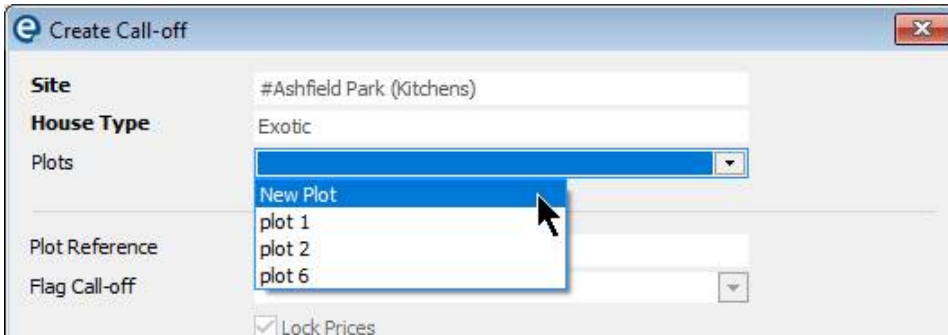 Create Call-off
Site #Ashfield Park (Kitchens)
House Type Exotic
Plots
New Plot
plot 1
plot 2
Plot Reference
plot 6
Flag Call-off
Lock Prices